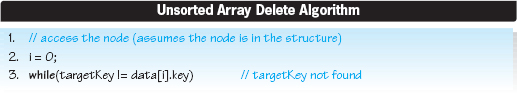 Unsorted Array Delete Algorithm
1. // access the node (assumes the node is in the structure)
2. i = 0;
3. while(targetKey != data[i].key) // targetKey not found